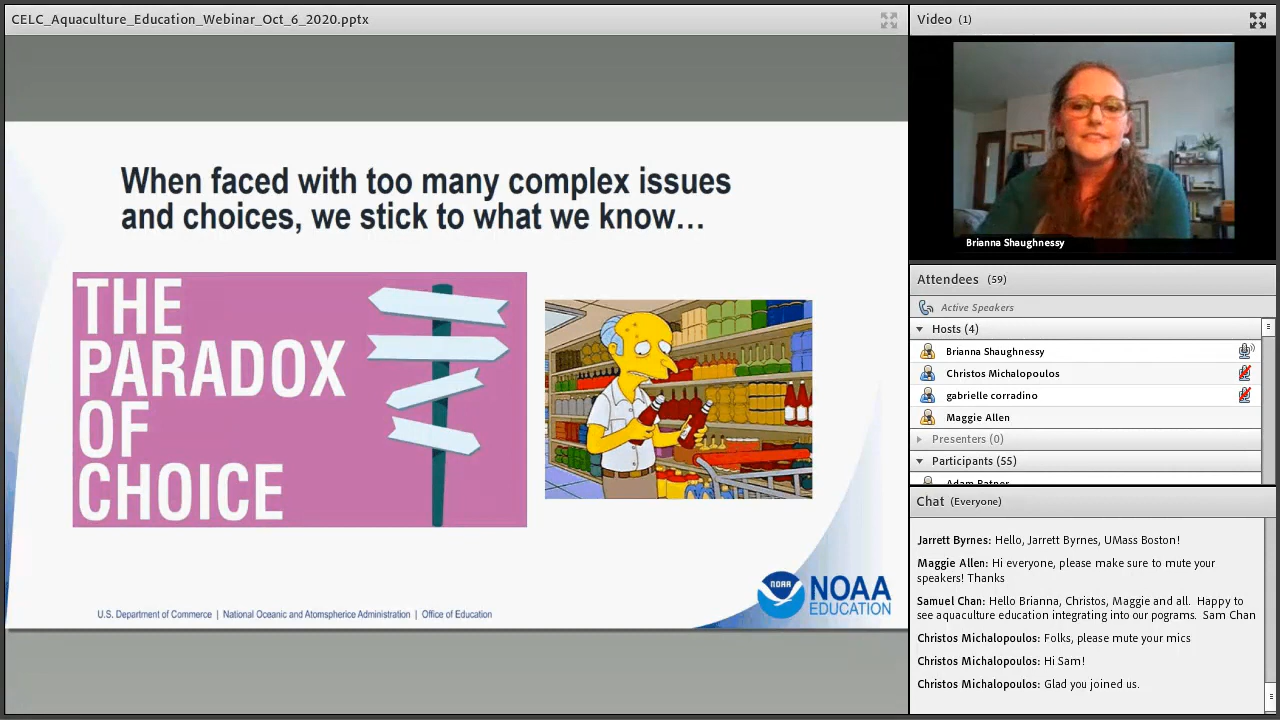 CELC_Aquaculture_Education_Webinar_Oct_6_2020.pptx
When faced with too many complex issues
and choices, we stick to what we know…
THE
PARADOX
OF
CHOICE
NOAA
NOAA
EDUCATION
U.S. Department of Commerce | National Oceanic and Atomspherice Administration | Office of Education
Video (1)
Brianna Shaughnessy
Attendees (59)
Active Speakers
Hosts (4)
Brianna Shaughnessy
Christos Michalopoulos
gabrielle corradino
Maggie Allen
Presenters (0)
Participants (55)
Adam Ratner
Chat (Everyone)
Jarrett Byrnes: Hello, Jarrett Byrnes, UMass Boston!
Maggie Allen: Hi everyone, please make sure to mute your
speakers! Thanks
Samuel Chan: Hello Brianna, Christos, Maggie and all. Happy to
see aquaculture education integrating into our pograms. Sam Chan
Christos Michalopoulos: Folks, please mute your mics
Christos Michalopoulos: Hi Sam!
Christos Michalopoulos: Glad you joined us.